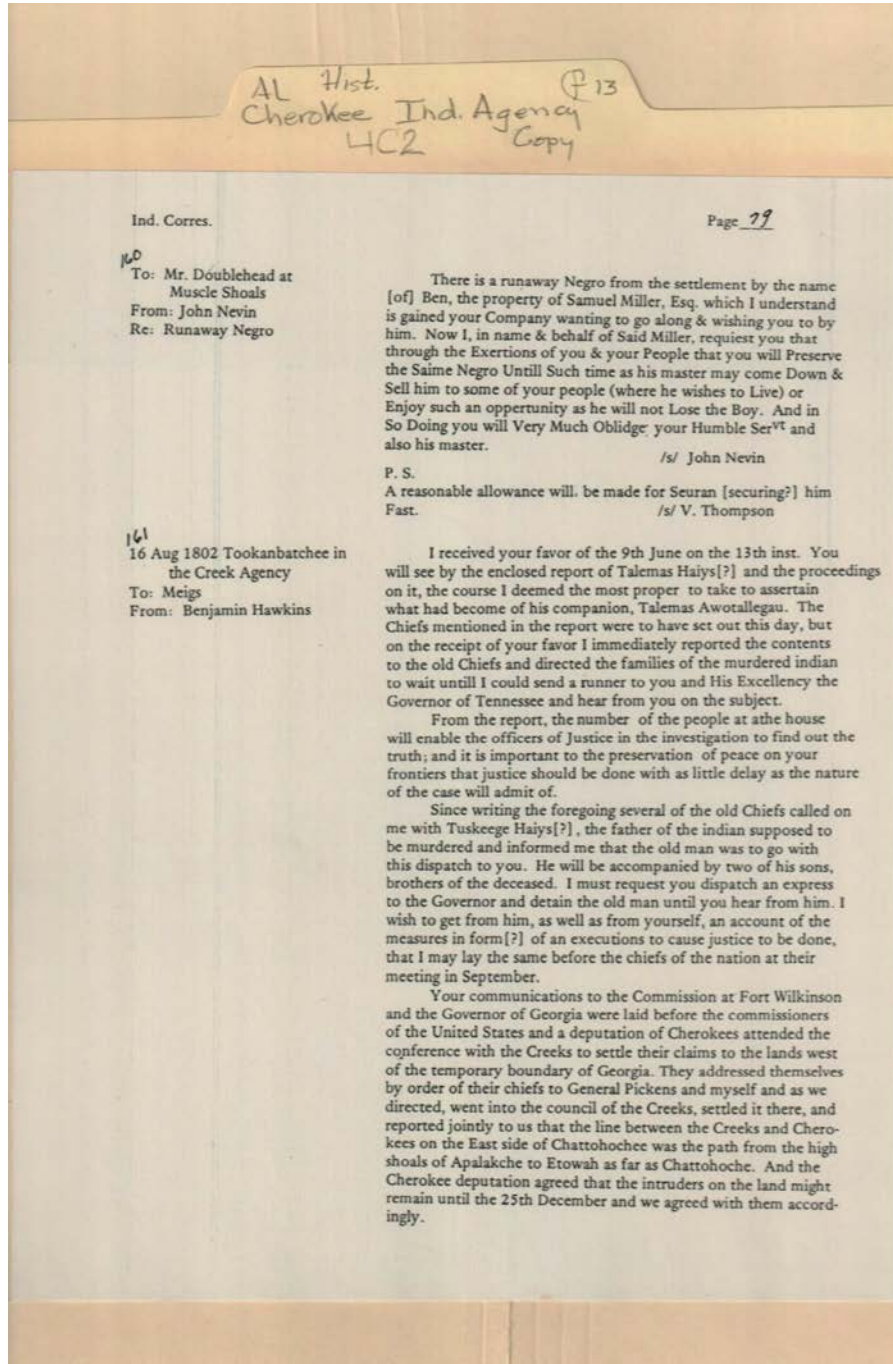 AL Hist. F 13
Cherokee Ind. Agency
4C2 Copy
Ind. Corres.
Page 79
160
To: Mr. Doublehead at
Muscle Shoals
From: John Nevin
Re: Runaway Negro
There is a runaway Negro from the settlement by the name
[of] Ben, the property of Samuel Miller, Esq. which I understand
is gained your Company wanting to go along & wishing you to by
him. Now I, in name & behalf of Said Miller, requiest you that
through the Exertions of you & your People that you will Preserve
the Saime Negro Untill Such time as his master may come Down &
Sell him to some of your people (where he wishes to Live) or
Enjoy such an oppertunity as he will not Lose the Boy. And in
So Doing you will Very Much Oblidge your Humble Servt and
also his master.
/s/ John Nevin
P. S.
A reasonable allowance will. be made for Seuran [securing?] him
Fast. /s/ V. Thompson
161
16 Aug 1802 Tookanbatchee in
the Creek Agency
To: Meigs
From: Benjamin Hawkins
I received your favor of the 9th June on the 13th inst. You
will see by the enclosed report of Talemas Haiys[?] and the proceedings
on it, the course I deemed the most proper to take to assertain
what had become of his companion, Talemas Awotallegau. The
Chiefs mentioned in the report were to have set out this day, but
on the receipt of your favor I immediately reported the contents
to the old Chiefs and directed the families of the murdered indian
to wait untill I could send a runner to you and His Excellency the
Governor of Tennessee and hear from you on the subject.
From the report, the number of the people at athe house
will enable the officers of Justice in the investigation to find out the
truth; and it is important to the preservation of peace on your
frontiers that justice should be done with as little delay as the nature
of the case will admit of.
Since writing the foregoing several of the old Chiefs called on
me with Tuskeege Haiys[?], the father of the indian supposed to
be murdered and informed me that the old man was to go with
this dispatch to you. He will be accompanied by two of his sons,
brothers of the deceased. I must request you dispatch an express
to the Governor and detain the old man until you hear from him. I
wish to get from him, as well as from yourself, an account of the
measures in form[?] of an executions to cause justice to be done,
that I may lay the same before the chiefs of the nation at their
meeting in September.
Your communications to the Commission at Fort Wilkinson
and the Governor of Georgia were laid before the commissioners
of the United States and a deputation of Cherokees attended the
conference with the Creeks to settle their claims to the lands west
of the temporary boundary of Georgia. They addressed themselves
by order of their chiefs to General Pickens and myself and as we
directed, went into the council of the Creeks, settled it there, and
reported jointly to us that the line between the Creeks and Chero-
kees on the East side of Chattohochee was the path from the high
shoals of Apalakche to Etowah as far as Chattohoche. And the
Cherokee deputation agreed that the intruders on the land might
remain until the 25th December and we agreed with them accord-
ingly.